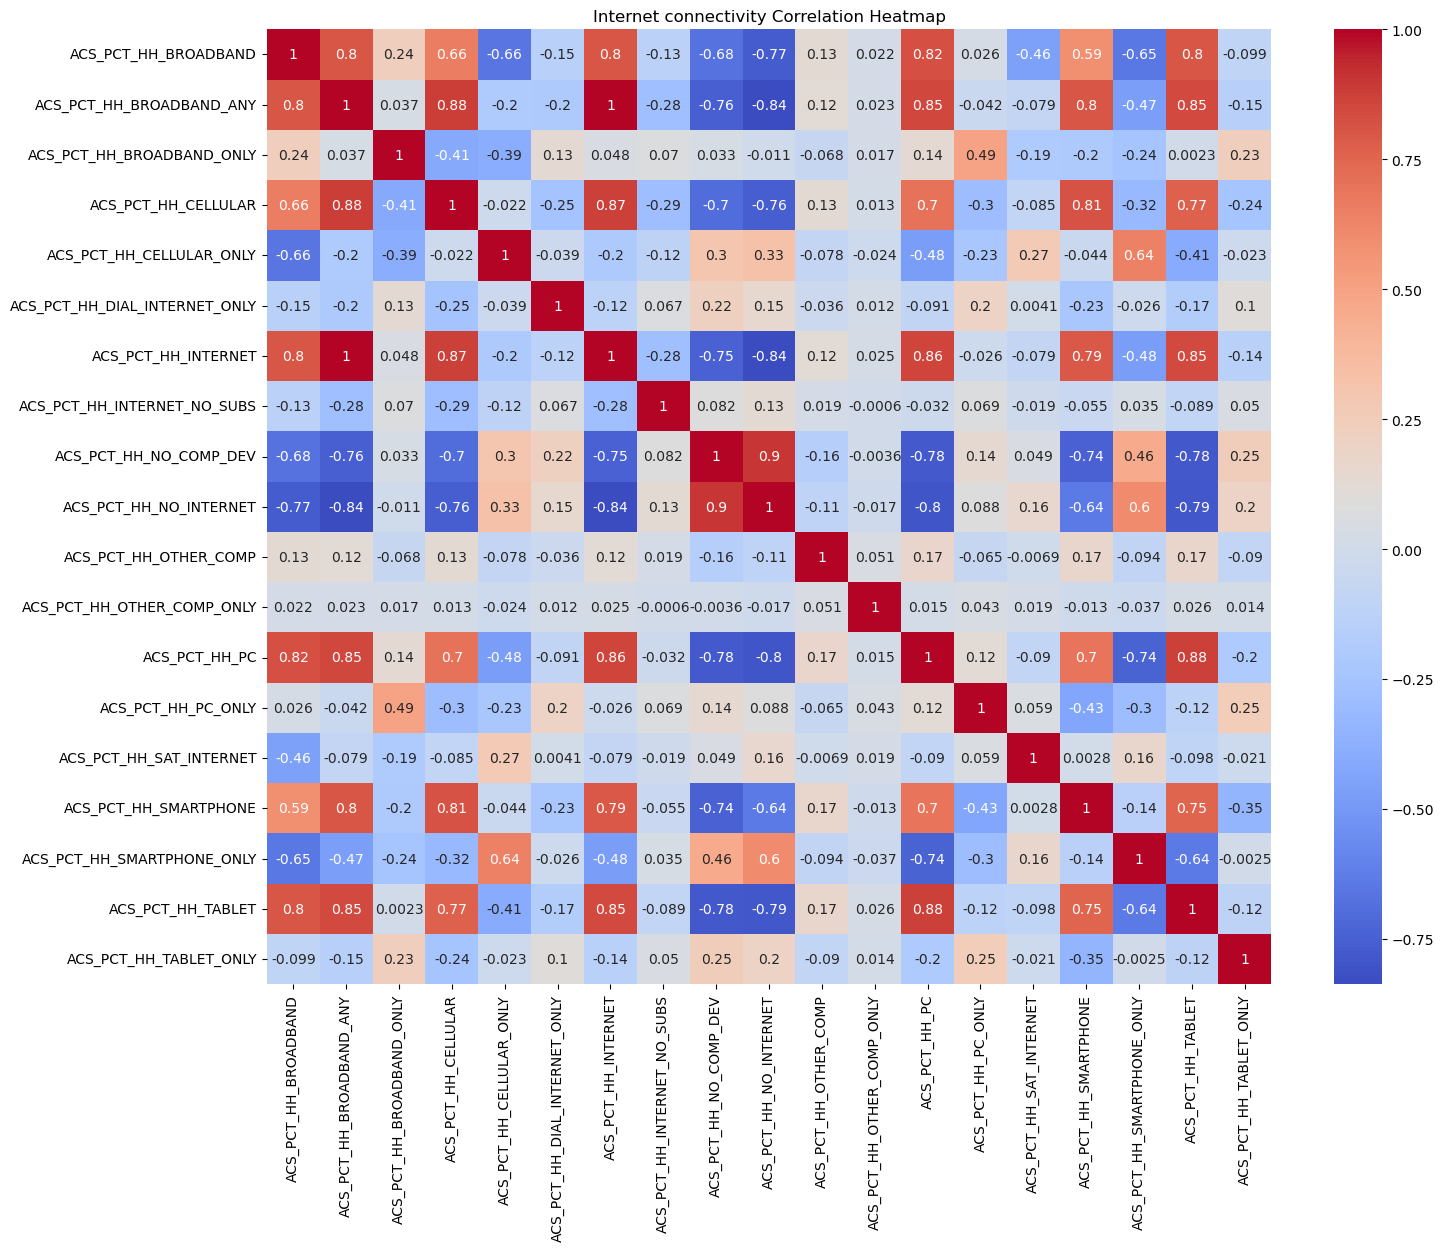 Internet connectivity Correlation Heatmap
ACS_PCT_HH_BROADBAND 1 0.8 0.24 0.66 -0.66 -0.15 0.8 -0.13 -0.68 -0.77 0.13 0.022 0.82 0.026 -0.46 0.59 -0.65 0.8 -0.099
ACS_PCT_HH_BROADBAND_ANY 0.8 1 0.037 0.88 -0.2 -0.2 1 -0.28 -0.76 -0.84 0.12 0.023 0.85 -0.042 -0.079 0.8 -0.47 0.85 -0.15
ACS_PCT_HH_BROADBAND_ONLY 0.24 0.037 1 -0.41 -0.39 0.13 0.048 0.07 0.033 -0.011 -0.068 0.017 0.14 0.49 -0.19 -0.2 -0.24 0.0023 0.23
ACS_PCT_HH_CELLULAR 0.66 0.88 -0.41 1 -0.022 -0.25 0.87 -0.29 -0.7 -0.76 0.13 0.013 0.7 -0.3 -0.085 0.81 -0.32 0.77 -0.24
ACS_PCT_HH_CELLULAR_ONLY -0.66 -0.2 -0.39 -0.022 1 -0.039 -0.2 -0.12 0.3 0.33 -0.078 -0.024 -0.48 -0.23 0.27 -0.044 0.64 -0.41 -0.023
ACS_PCT_HH_DIAL_INTERNET_ONLY -0.15 -0.2 0.13 -0.25 -0.039 1 -0.12 0.067 0.22 0.15 -0.036 0.012 -0.091 0.2 0.0041 -0.23 -0.026 -0.17 0.1
ACS_PCT_HH_INTERNET 0.8 1 0.048 0.87 -0.2 -0.12 1 -0.28 -0.75 -0.84 0.12 0.025 0.86 -0.026 -0.079 0.79 -0.48 0.85 -0.14
ACS_PCT_HH_INTERNET_NO_SUBS -0.13 -0.28 0.07 -0.29 -0.12 0.067 -0.28 1 0.082 0.13 0.019 -0.0006 -0.032 0.069 -0.019 -0.055 0.035 -0.089 0.05
ACS_PCT_HH_NO_COMP_DEV -0.68 -0.76 0.033 -0.7 0.3 0.22 -0.75 0.082 1 0.9 -0.16 -0.0036 -0.78 0.14 0.049 -0.74 0.46 -0.78 0.25
ACS_PCT_HH_NO_INTERNET -0.77 -0.84 -0.011 -0.76 0.33 0.15 -0.84 0.13 0.9 1 -0.11 -0.017 -0.8 0.088 0.16 -0.64 0.6 -0.79 0.2
ACS_PCT_HH_OTHER_COMP 0.13 0.12 -0.068 0.13 -0.078 -0.036 0.12 0.019 -0.16 -0.11 1 0.051 0.17 -0.065 -0.0069 0.17 -0.094 0.17 -0.09
ACS_PCT_HH_OTHER_COMP_ONLY 0.022 0.023 0.017 0.013 -0.024 0.012 0.025 -0.0006 -0.0036 -0.017 0.051 1 0.015 0.043 0.019 -0.013 -0.037 0.026 0.014
ACS_PCT_HH_PC 0.82 0.85 0.14 0.7 -0.48 -0.091 0.86 -0.032 -0.78 -0.8 0.17 0.015 1 0.12 -0.09 0.7 -0.74 0.88 -0.2
ACS_PCT_HH_PC_ONLY 0.026 -0.042 0.49 -0.3 -0.23 0.2 -0.026 0.069 0.14 0.088 -0.065 0.043 0.12 1 0.059 -0.43 -0.3 -0.12 0.25
ACS_PCT_HH_SAT_INTERNET -0.46 -0.079 -0.19 -0.085 0.27 0.0041 -0.079 -0.019 0.049 0.16 -0.0069 0.019 -0.09 0.059 1 0.0028 0.16 -0.098 -0.021
ACS_PCT_HH_SMARTPHONE 0.59 0.8 -0.2 0.81 -0.044 -0.23 0.79 -0.055 -0.74 -0.64 0.17 -0.013 0.7 -0.43 0.0028 1 -0.14 0.75 -0.35
ACS_PCT_HH_SMARTPHONE_ONLY -0.65 -0.47 -0.24 -0.32 0.64 -0.026 -0.48 0.035 0.46 0.6 -0.094 -0.037 -0.74 -0.3 0.16 -0.14 1 -0.64 -0.0025
ACS_PCT_HH_TABLET 0.8 0.85 0.0023 0.77 -0.41 -0.17 0.85 -0.089 -0.78 -0.79 0.17 0.026 0.88 -0.12 -0.098 0.75 -0.64 1 -0.12
ACS_PCT_HH_TABLET_ONLY -0.099 -0.15 0.23 -0.24 -0.023 0.1 -0.14 0.05 0.25 0.2 -0.09 0.014 -0.2 0.25 -0.021 -0.35 -0.0025 -0.12 1
ACS_PCT_HH_BROADBAND
ACS_PCT_HH_BROADBAND_ANY
ACS_PCT_HH_BROADBAND_ONLY
ACS_PCT_HH_CELLULAR
ACS_PCT_HH_CELLULAR_ONLY
ACS_PCT_HH_DIAL_INTERNET_ONLY
ACS_PCT_HH_INTERNET
ACS_PCT_HH_INTERNET_NO_SUBS
ACS_PCT_HH_NO_COMP_DEV
ACS_PCT_HH_NO_INTERNET
ACS_PCT_HH_OTHER_COMP
ACS_PCT_HH_OTHER_COMP_ONLY
ACS_PCT_HH_PC
ACS_PCT_HH_PC_ONLY
ACS_PCT_HH_SAT_INTERNET
ACS_PCT_HH_SMARTPHONE
ACS_PCT_HH_SMARTPHONE_ONLY
ACS_PCT_HH_TABLET
ACS_PCT_HH_TABLET_ONLY
1.00
0.75
0.50
0.25
0.00
−0.25
−0.50
−0.75